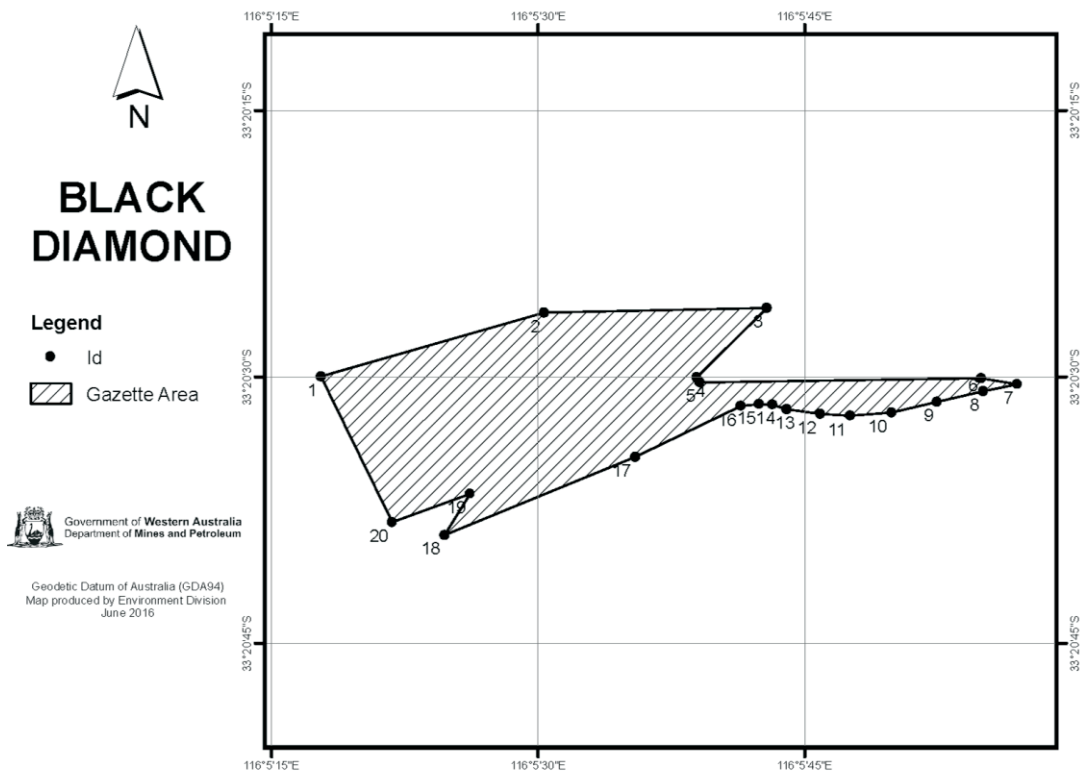 116°5'15"E
116°5'30"E
116°5'45"E
N
BLACK
DIAMOND
Legend
Id
Gazette Area
Government of Western Australia
Department of Mines and Petroleum
Geodetic Datum of Australia (GDA94)
Map produced by Environment Division
June 2016
33°20'15"S
33°20'15"S
33°20'30"S
33°20'30"S
33°20'45"S
33°20'45"S
1
2
3
5
4
6
7
8
9
10
11
12
13
14
15
16
17
18
19
20
116°5'15"E
116°5'30"E
116°5'45"E